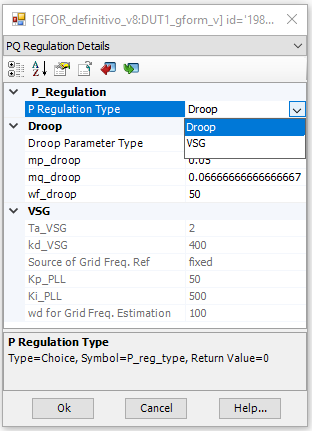 [GFOR_definitivo_v8:DUT1_gform_v] id='198...
PQ Regulation Details
P_Regulation
P Regulation Type Droop
Droop
Droop
VSG
Droop Parameter Type
mp_droop 0.05
mq_droop 0.06666666666666667
wf_droop 50
VSG
Ta_VSG 2
kd_VSG 400
Source of Grid Freq. Ref fixed
Kp_PLL 50
Ki_PLL 500
wd for Grid Freq. Estimation 100
P Regulation Type
Type=Choice, Symbol=P_reg_type, Return Value=0
Ok Cancel Help...